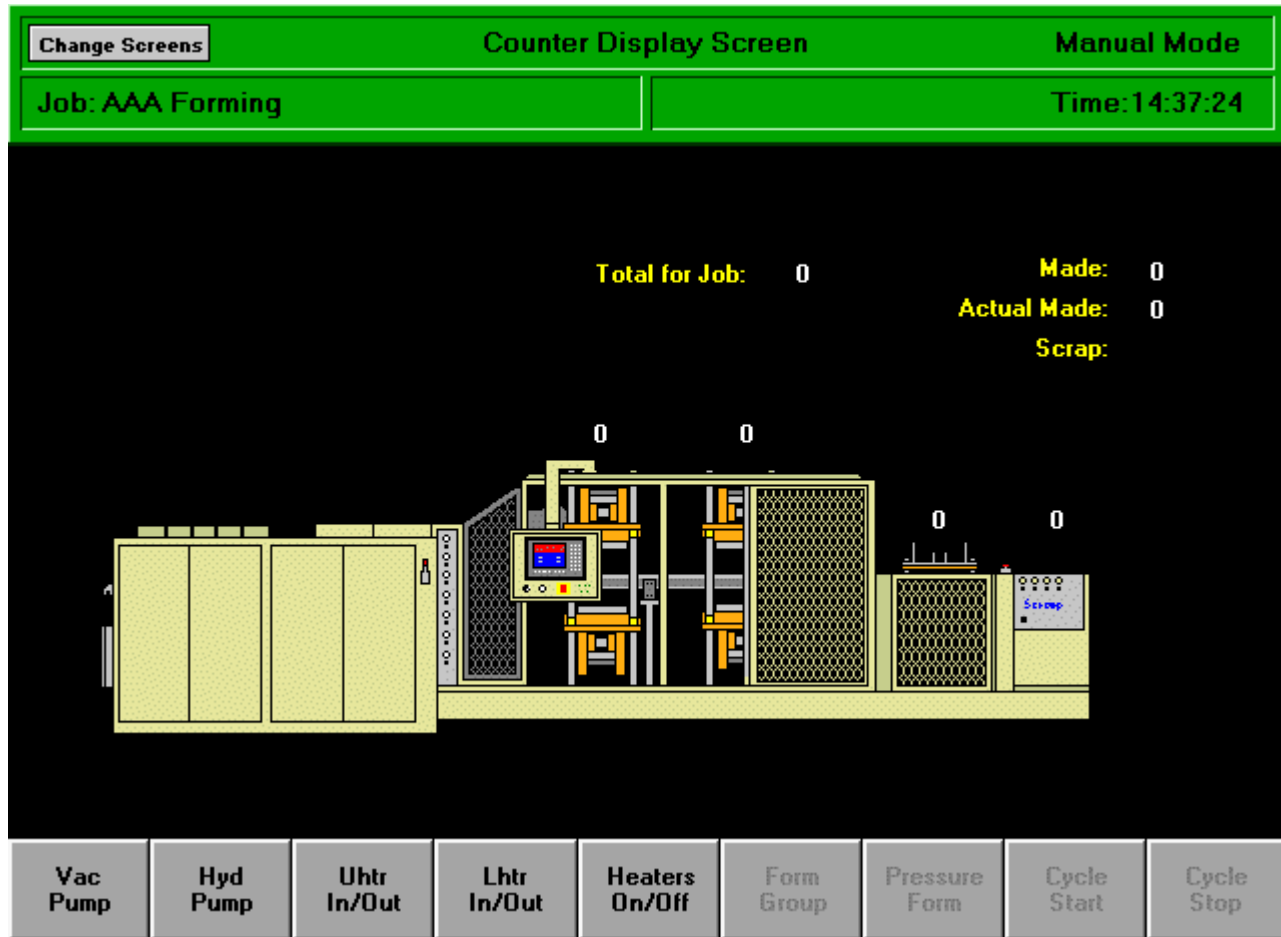 Change Screens
Counter Display Screen
Manual Mode
Job: AAA Forming
Time:14:37:24
Total for Job: 0
Made: 0
Actual Made: 0
Scrap:
0 0
0 0
Scrap
Vac Pump
Hyd Pump
Uhtr In/Out
Lhtr In/Out
Heaters On/Off
Form Group
Pressure Form
Cycle Start
Cycle Stop